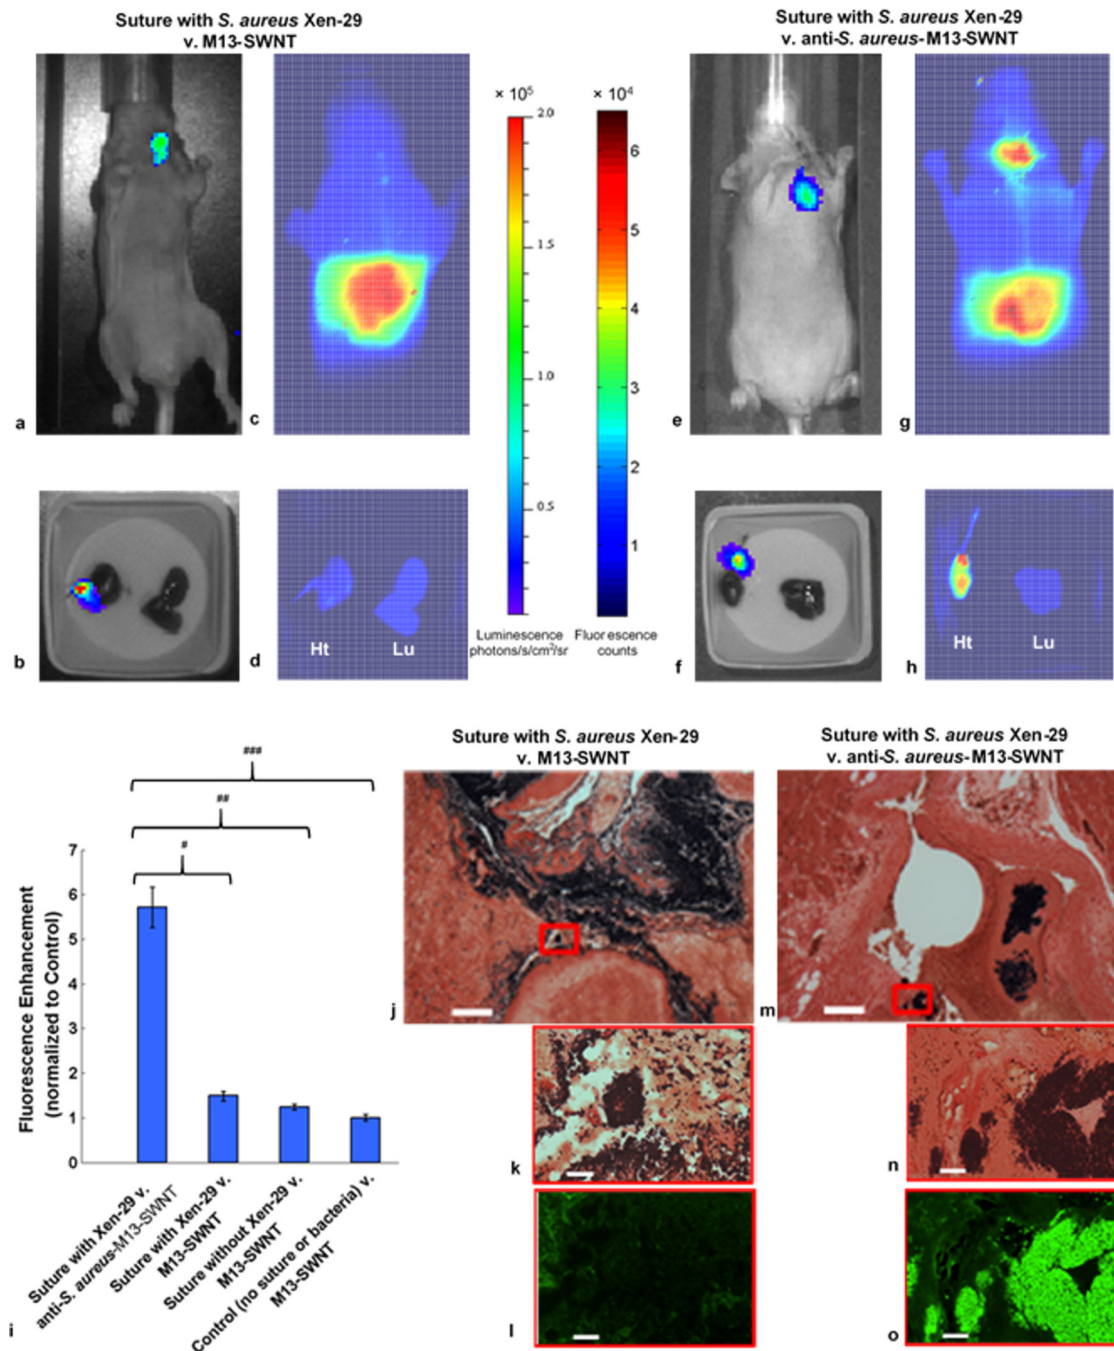 Suture with S. aureus Xen-29
v. M13-SWNT
Suture with S. aureus Xen-29
v. anti-S. aureus-M13-SWNT
× 10⁵
× 10⁴
2.0
1.5
1.0
0.5
6
5
4
3
2
1
Luminescence
photons/s/cm²/sr
Fluor escence
counts
a
c
e
g
b
d
Ht
Lu
f
h
Ht
Lu
###
##
#
Fluorescence Enhancement
(normalized to Control)
7
6
5
4
3
2
1
0
Suture with Xen-29 v.
anti-S. aureus-M13-SWNT
Suture with Xen-29 v.
M13-SWNT
Suture without Xen-29 v.
M13-SWNT
Control (no suture or bacteria) v.
M13-SWNT
i
Suture with S. aureus Xen-29
v. M13-SWNT
Suture with S. aureus Xen-29
v. anti-S. aureus-M13-SWNT
j
m
k
n
l
o